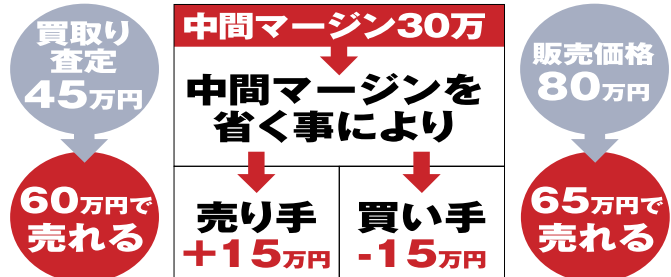 買取り
査定
45万円
60万円で
売れる
中間マージン30万
中間マージンを
省く事により
売り手
+15万円
買い手
-15万円
販売価格
80万円
65万円で
売れる